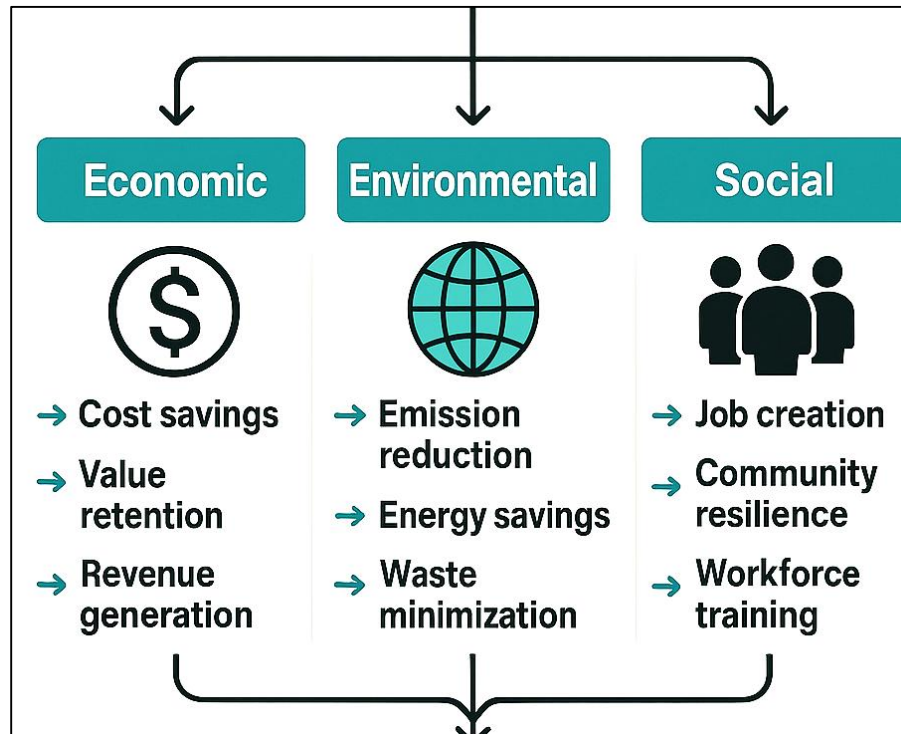 Economic
Environmental
Social
$
Cost savings
Value
retention
Revenue
generation
Emission
reduction
Energy savings
Waste
minimization
Job creation
Community
resilience
Workforce
training